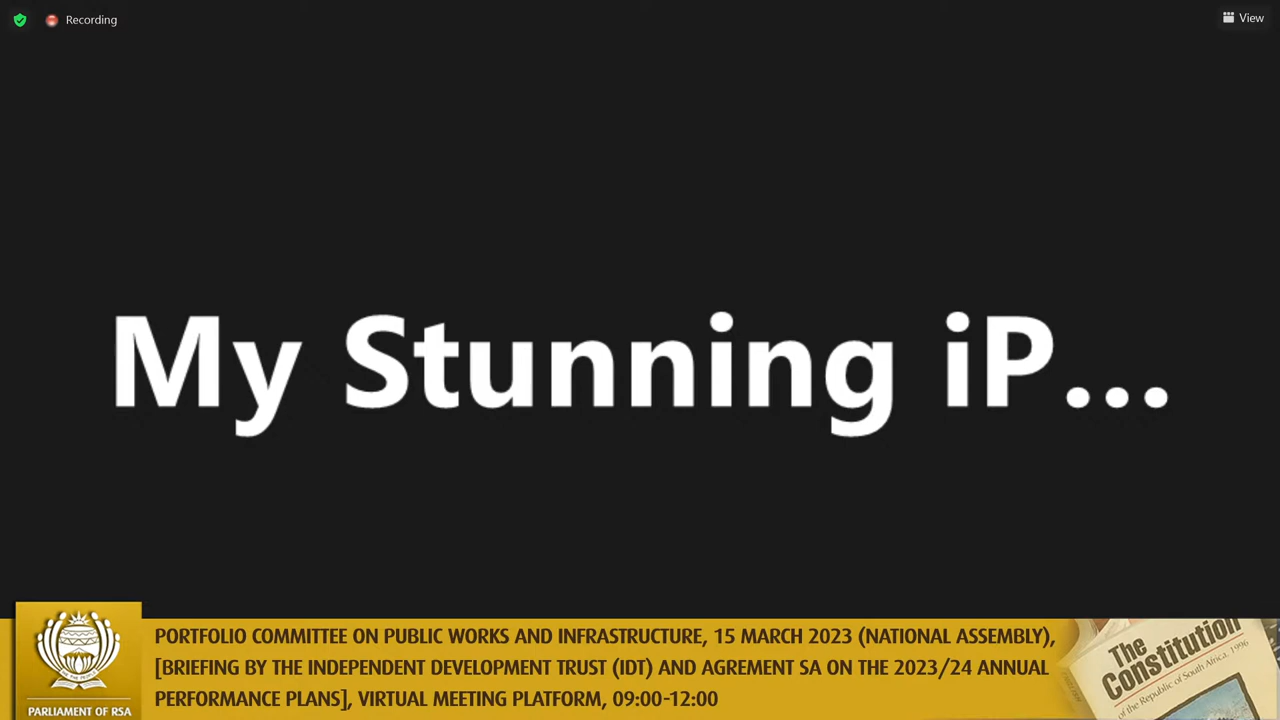 Recording
View
My Stunning iP...
PORTFOLIO COMMITTEE ON PUBLIC WORKS AND INFRASTRUCTURE, 15 MARCH 2023 (NATIONAL ASSEMBLY),
[BRIEFING BY THE INDEPENDENT DEVELOPMENT TRUST (IDT) AND AGREMENT SA ON THE 2023/24 ANNUAL
PERFORMANCE PLANS], VIRTUAL MEETING PLATFORM, 09:00-12:00
PARLIAMENT OF RSA
The
Constitution
of the Republic of South Africa, 1996